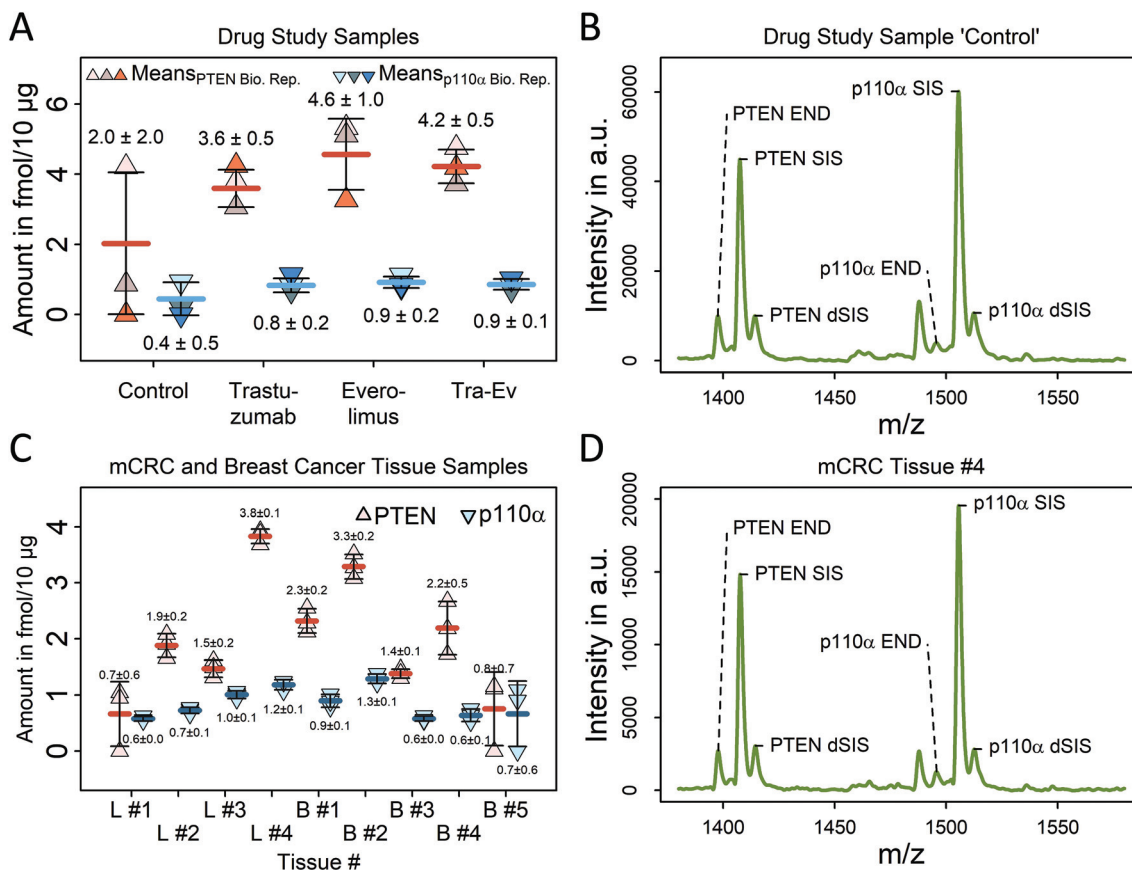 A
Drug Study Samples
Means PTEN Bio. Rep.
Means p110α Bio. Rep.
Amount in fmol/10 µg
6
4
2
0
2.0 ± 2.0
3.6 ± 0.5
4.6 ± 1.0
4.2 ± 0.5
0.4 ± 0.5
0.8 ± 0.2
0.9 ± 0.2
0.9 ± 0.1
Control
Trastu-
zumab
Evero-
limus
Tra-Ev
B
Drug Study Sample 'Control'
Intensity in a.u.
60000
40000
20000
0
PTEN END
PTEN SIS
PTEN dSIS
p110α SIS
p110α END
p110α dSIS
1400
1450
1500
1550
m/z
C
mCRC and Breast Cancer Tissue Samples
PTEN
p110α
Amount in fmol/10 µg
4
3
2
1
0
0.7±0.6
1.9±0.2
1.5±0.2
3.8±0.1
2.3±0.2
3.3±0.2
1.4±0.1
2.2±0.5
0.8±0.7
0.6±0.0
0.7±0.1
1.0±0.1
1.2±0.1
0.9±0.1
1.3±0.1
0.6±0.0
0.6±0.1
0.7±0.6
L #1
L #2
L #3
L #4
B #1
B #2
B #3
B #4
B #5
Tissue #
D
mCRC Tissue #4
Intensity in a.u.
20000
15000
10000
5000
0
PTEN END
PTEN SIS
PTEN dSIS
p110α SIS
p110α END
p110α dSIS
1400
1450
1500
1550
m/z